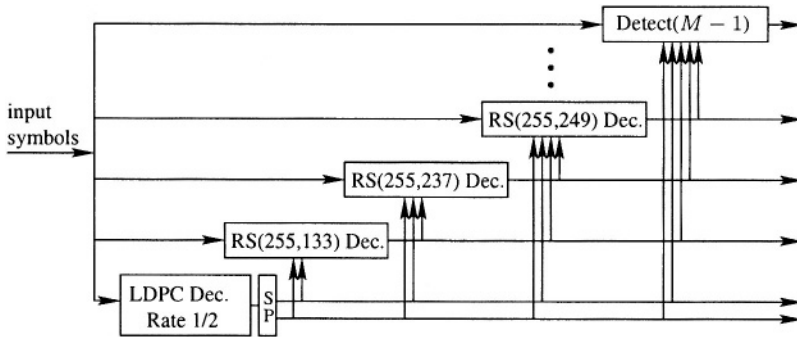 Detect(M − 1)
input
symbols
RS(255,249) Dec.
RS(255,237) Dec.
RS(255,133) Dec.
LDPC Dec.
Rate 1/2
S
P